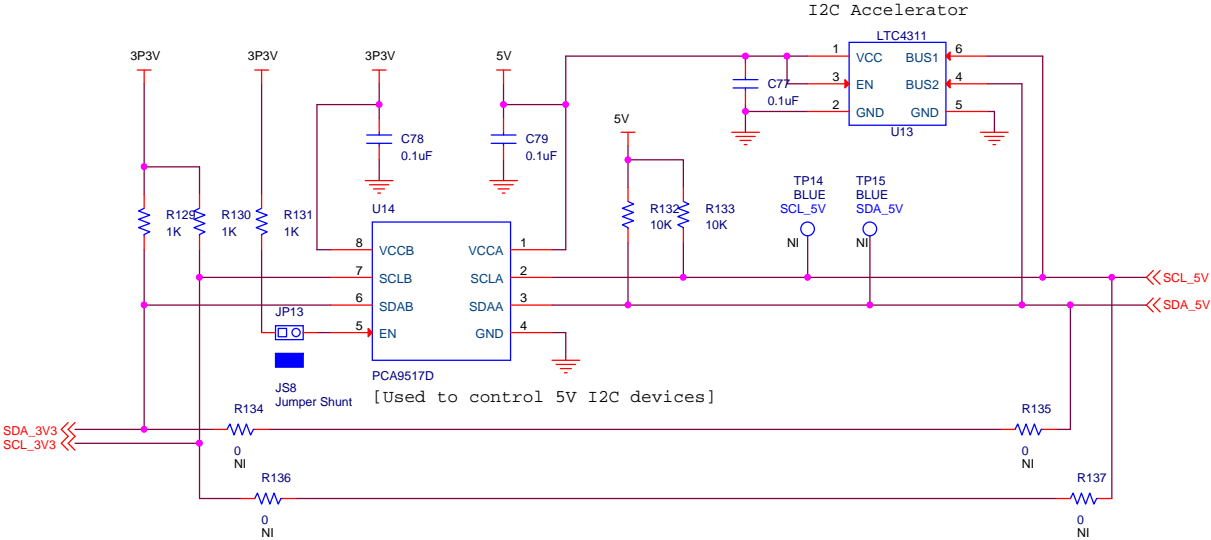 I2C Accelerator
LTC4311
3P3V
3P3V
3P3V
5V
1
VCC
BUS1
6
3
EN
BUS2
4
2
GND
GND
5
U13
C77
0.1uF
5V
C78
0.1uF
C79
0.1uF
TP14
BLUE
SCL_5V
NI
TP15
BLUE
SDA_5V
NI
R129
1K
R130
1K
R131
1K
U14
R132
10K
R133
10K
8
VCCB
VCCA
1
7
SCLB
SCLA
2
6
SDAB
SDAA
3
5
EN
GND
4
SCL_5V
SDA_5V
JP13
JS8
Jumper Shunt
PCA9517D
[Used to control 5V I2C devices]
SDA_3V3
SCL_3V3
R134
0
NI
R135
0
NI
R136
0
NI
R137
0
NI